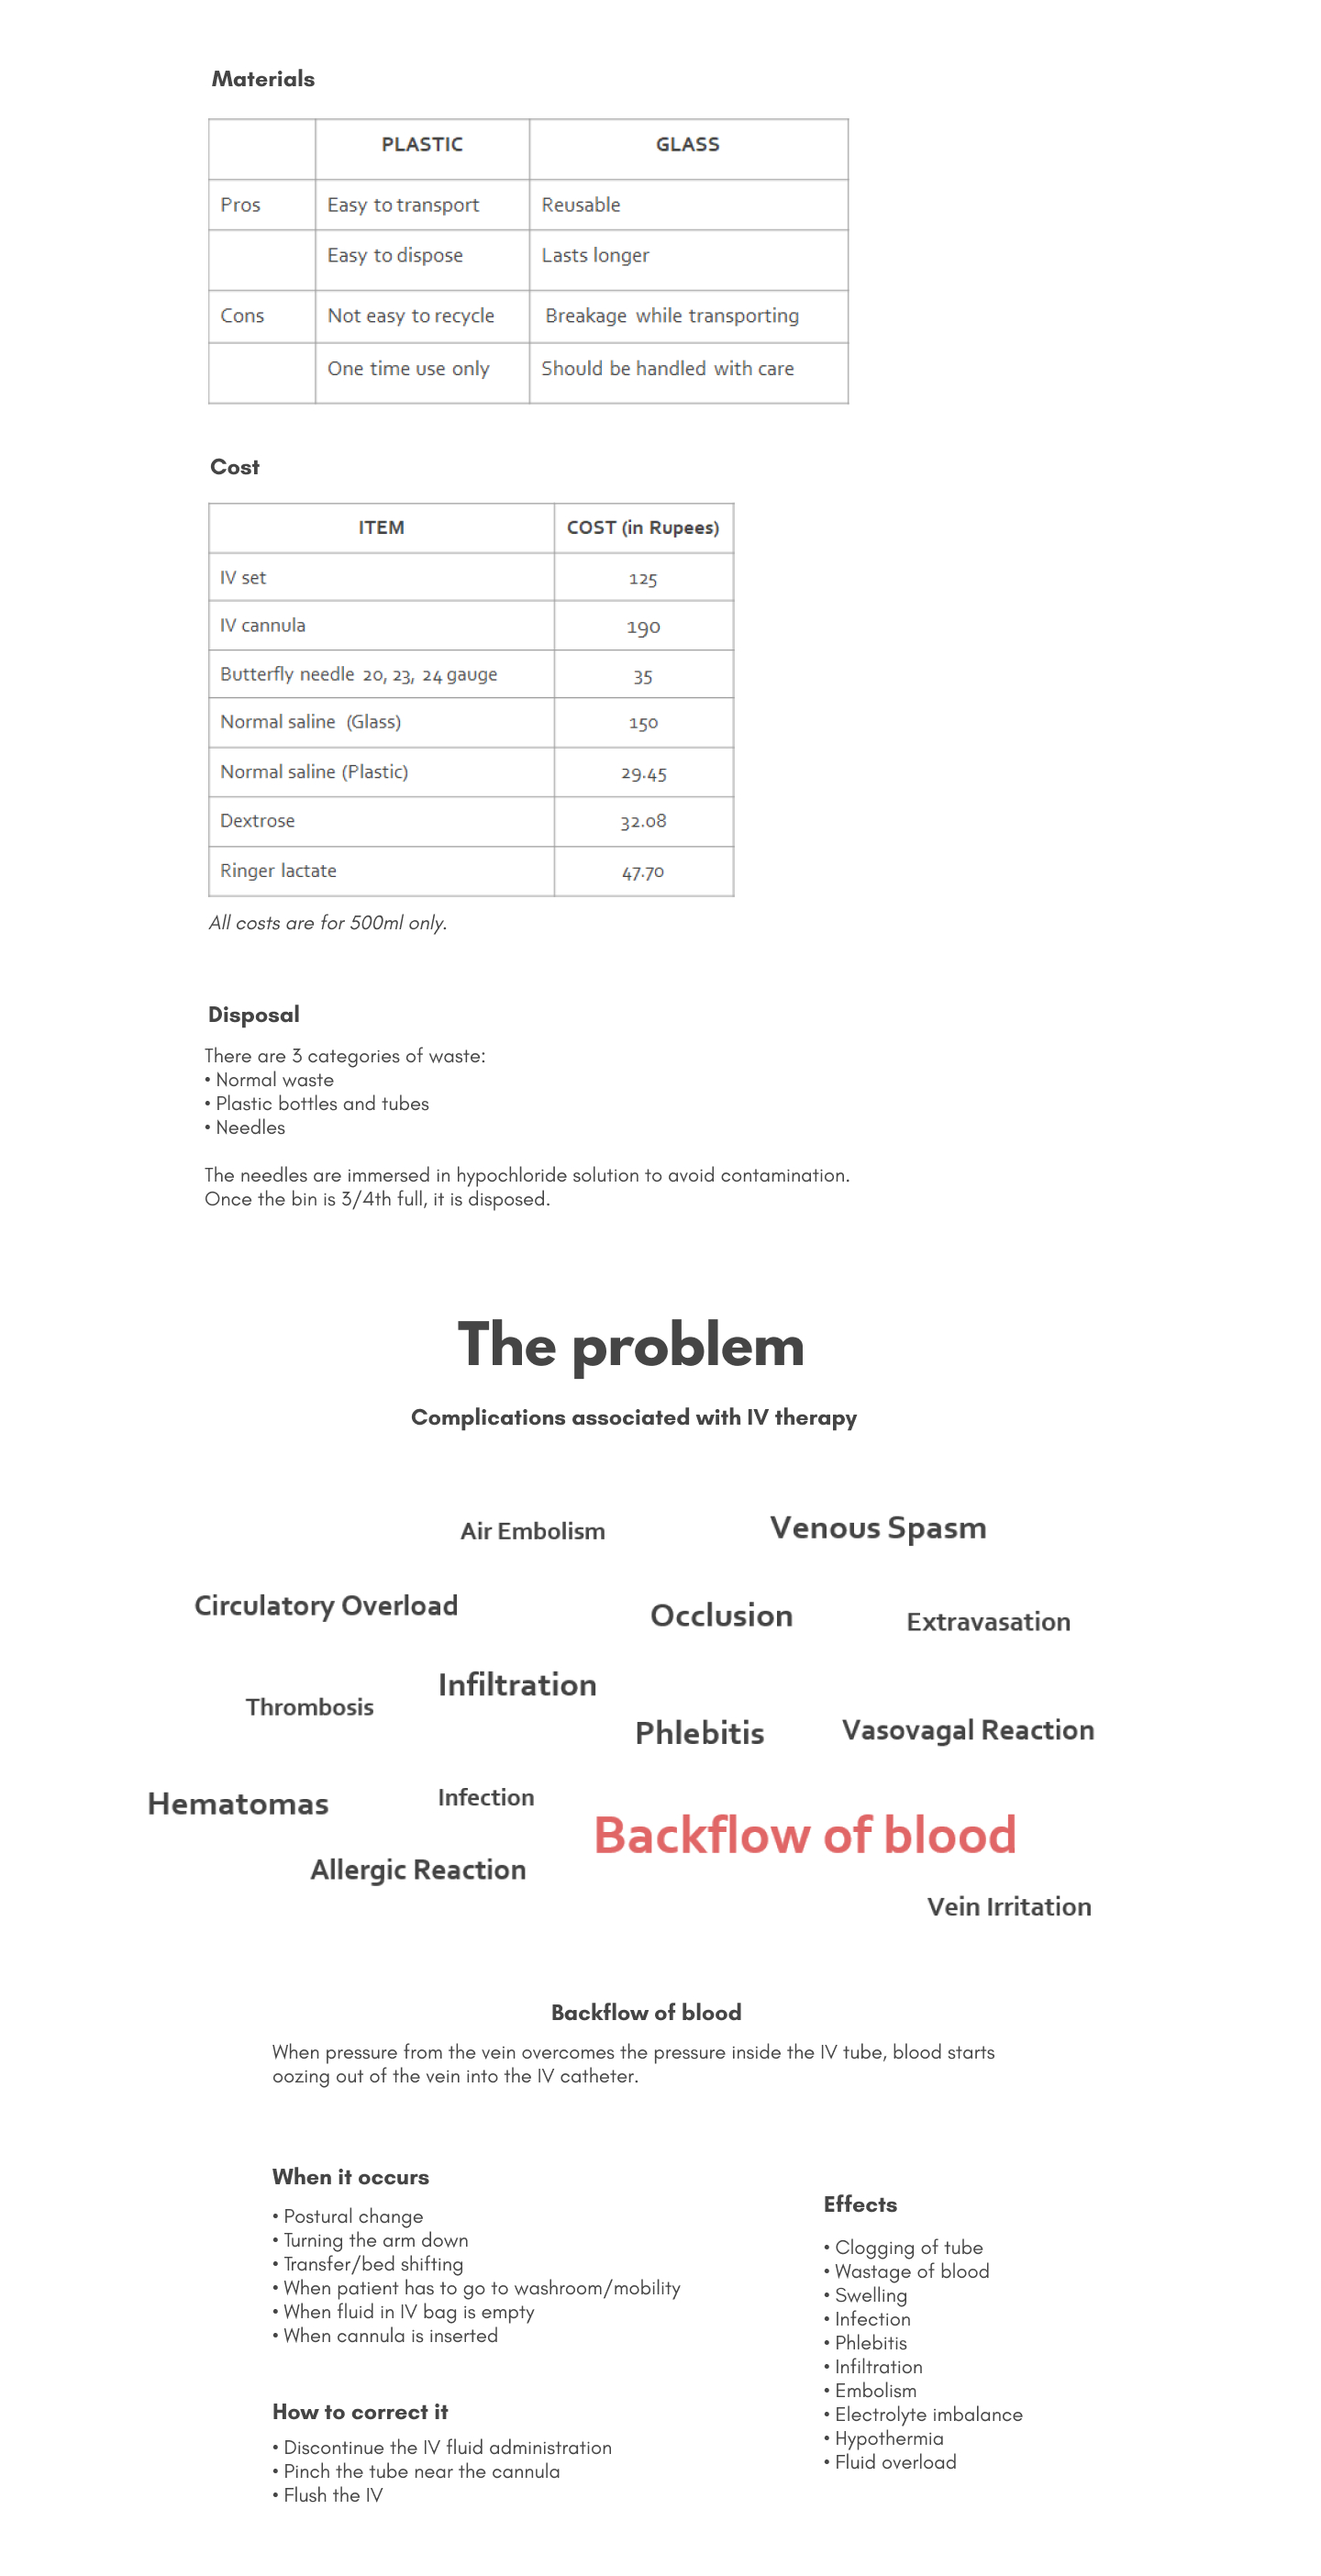 Materials
PLASTIC GLASS
Pros Easy to transport Reusable
Easy to dispose Lasts longer
Cons Not easy to recycle Breakage while transporting
One time use only Should be handled with care
Cost
ITEM COST (in Rupees)
IV set 125
IV cannula 190
Butterfly needle 20, 23, 24 gauge 35
Normal saline (Glass) 150
Normal saline (Plastic) 29.45
Dextrose 32.08
Ringer lactate 47.70
All costs are for 500ml only.
Disposal
There are 3 categories of waste:
• Normal waste
• Plastic bottles and tubes
• Needles
The needles are immersed in hypochloride solution to avoid contamination.
Once the bin is 3/4th full, it is disposed.
The problem
Complications associated with IV therapy
Air Embolism
Venous Spasm
Circulatory Overload
Occlusion
Extravasation
Infiltration
Thrombosis
Phlebitis
Vasovagal Reaction
Hematomas
Infection
Backflow of blood
Allergic Reaction
Vein Irritation
Backflow of blood
When pressure from the vein overcomes the pressure inside the IV tube, blood starts
oozing out of the vein into the IV catheter.
When it occurs
• Postural change
• Turning the arm down
• Transfer/bed shifting
• When patient has to go to washroom/mobility
• When fluid in IV bag is empty
• When cannula is inserted
How to correct it
• Discontinue the IV fluid administration
• Pinch the tube near the cannula
• Flush the IV
Effects
• Clogging of tube
• Wastage of blood
• Swelling
• Infection
• Phlebitis
• Infiltration
• Embolism
• Electrolyte imbalance
• Hypothermia
• Fluid overload